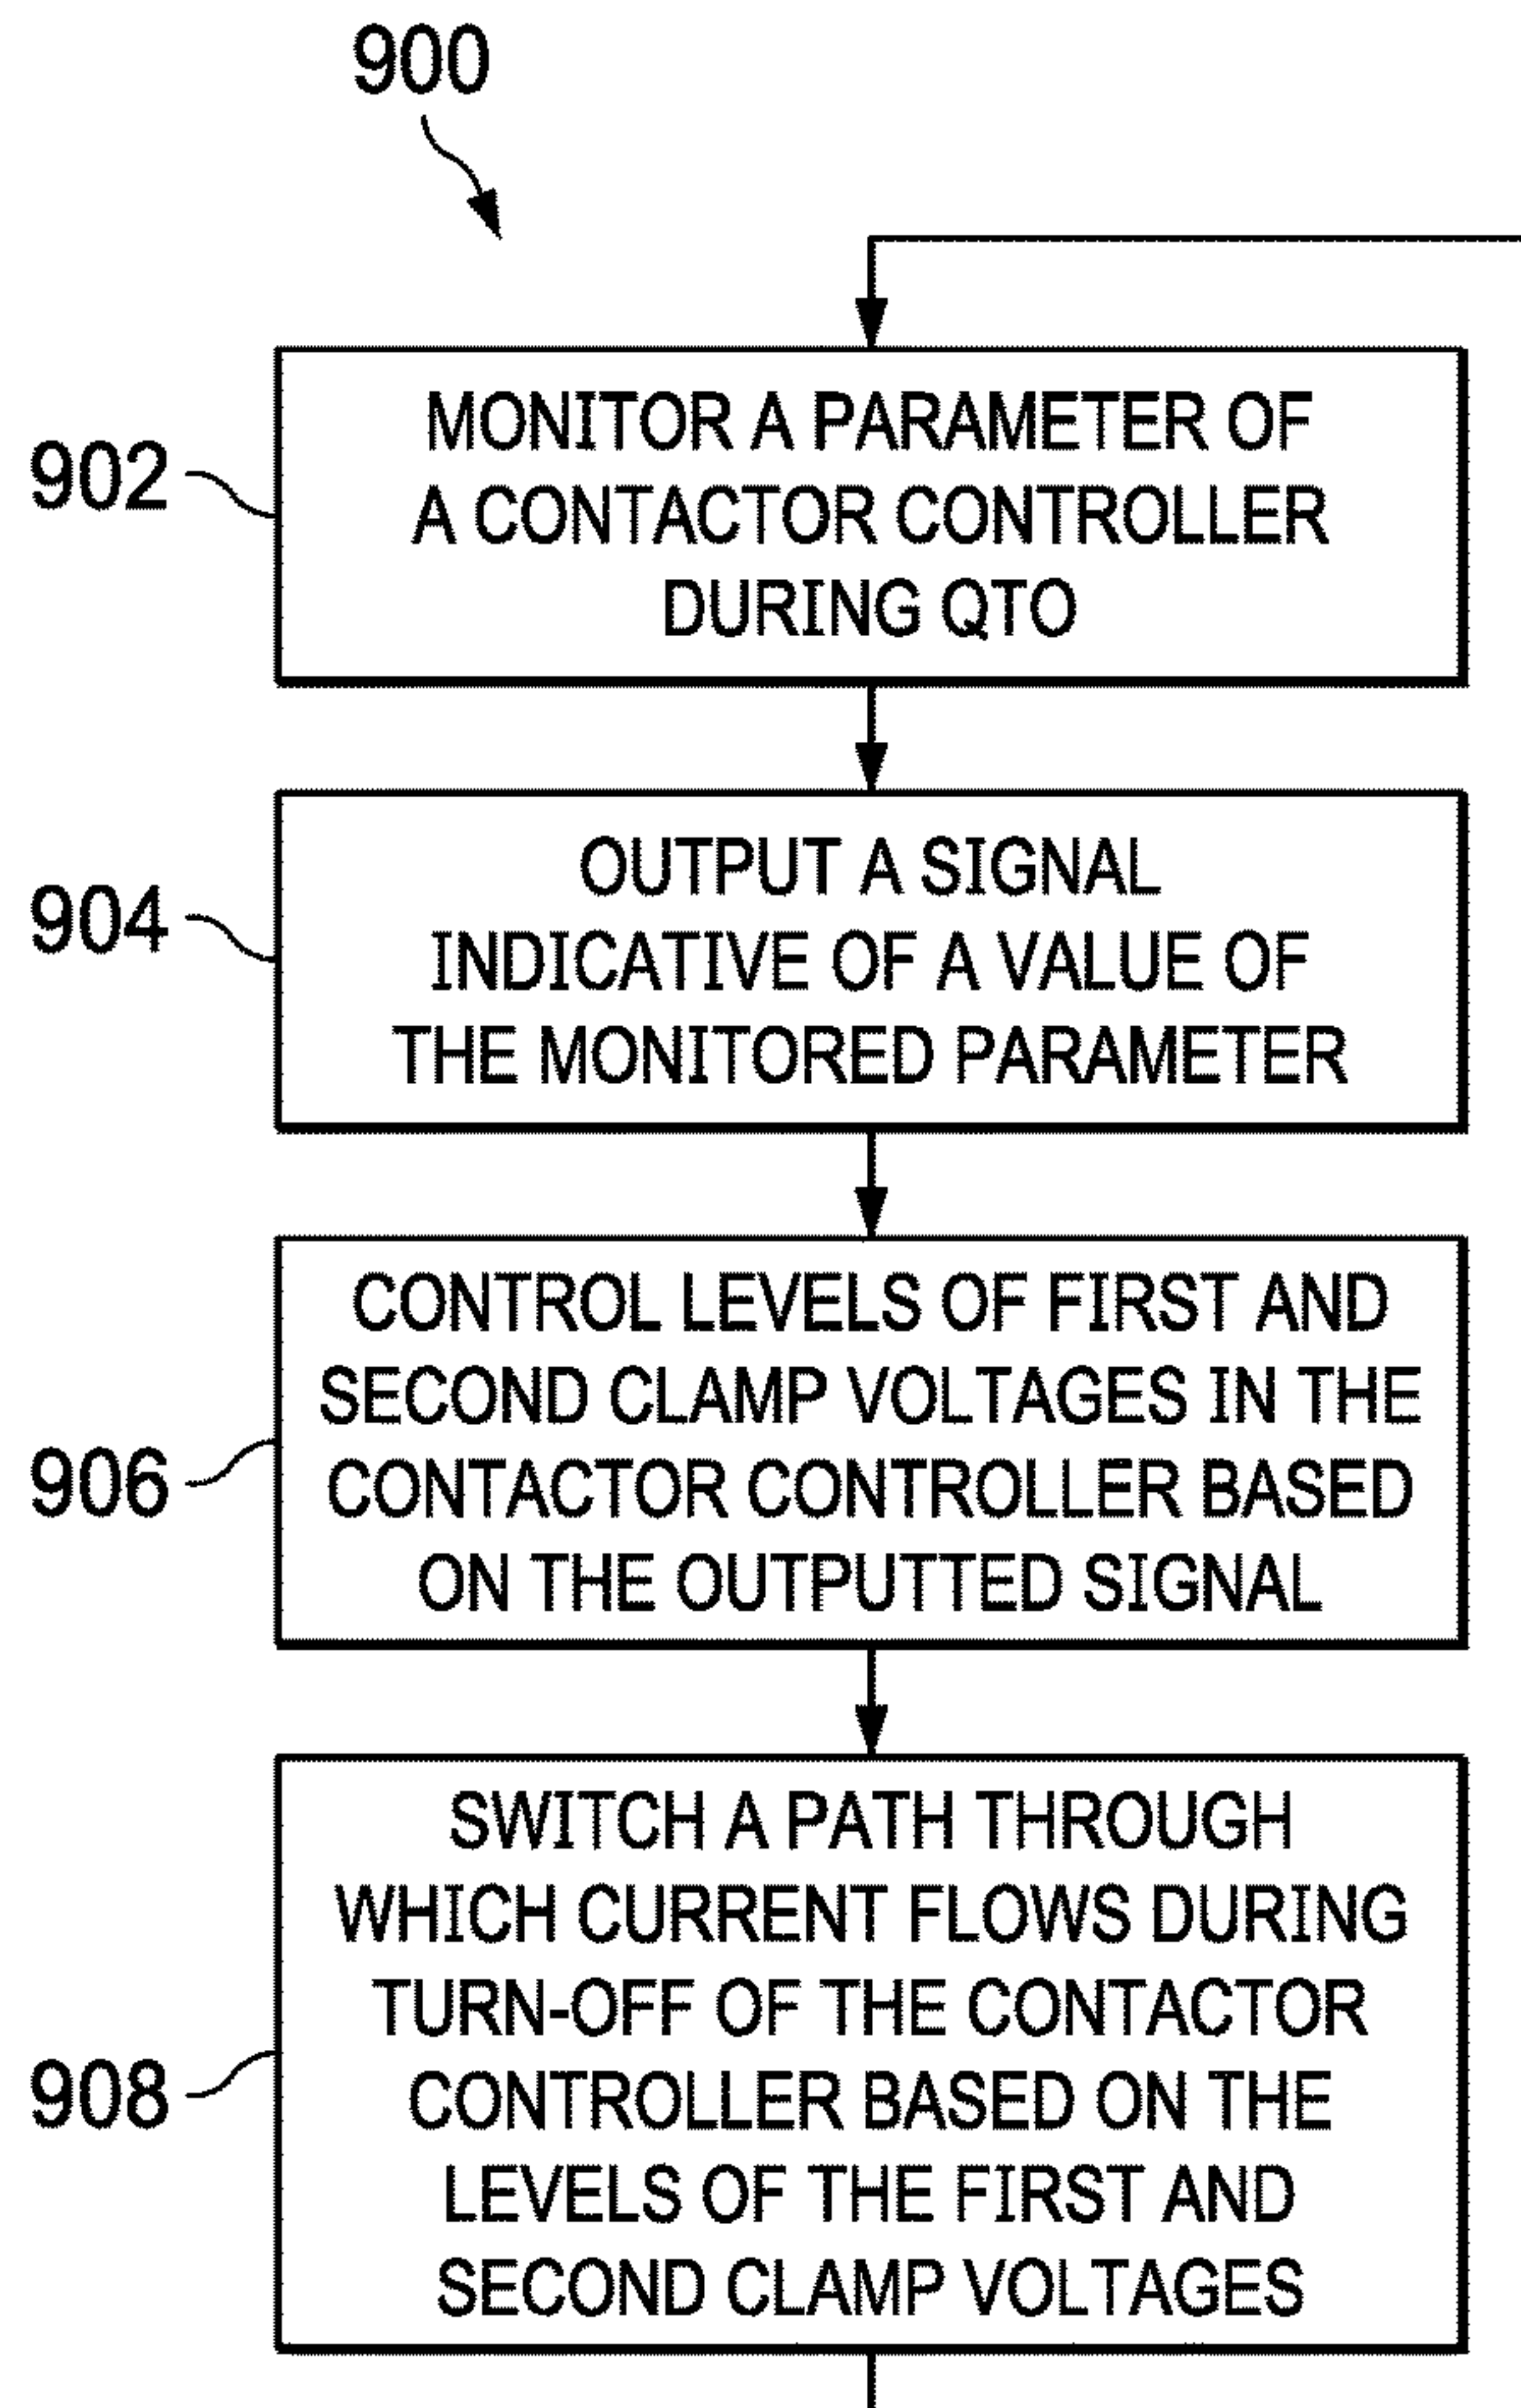 900
902
MONITOR A PARAMETER OF
A CONTACTOR CONTROLLER
DURING QTO
904
OUTPUT A SIGNAL
INDICATIVE OF A VALUE OF
THE MONITORED PARAMETER
906
CONTROL LEVELS OF FIRST AND
SECOND CLAMP VOLTAGES IN THE
CONTACTOR CONTROLLER BASED
ON THE OUTPUTTED SIGNAL
908
SWITCH A PATH THROUGH
WHICH CURRENT FLOWS DURING
TURN-OFF OF THE CONTACTOR
CONTROLLER BASED ON THE
LEVELS OF THE FIRST AND
SECOND CLAMP VOLTAGES